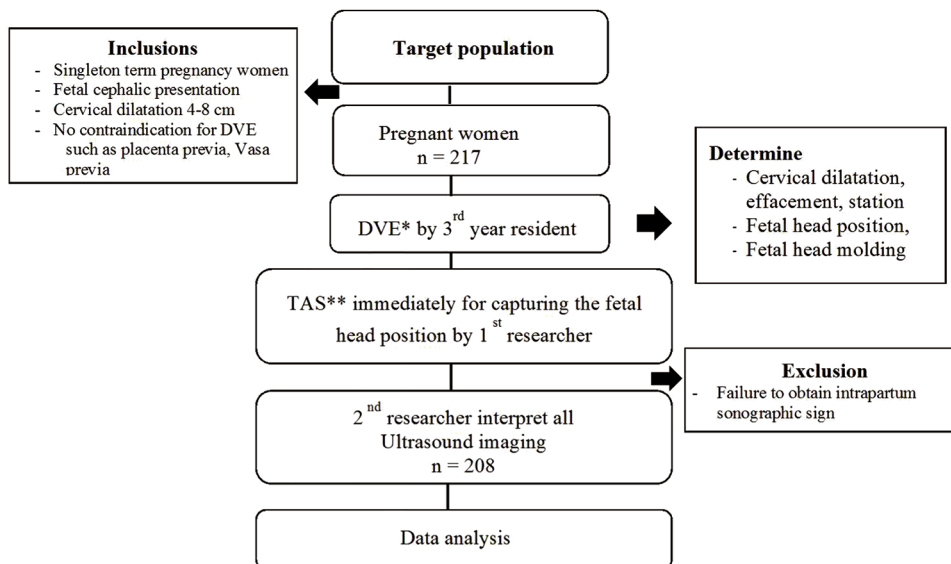 Target population
Inclusions
- Singleton term pregnancy women
- Fetal cephalic presentation
- Cervical dilatation 4-8 cm
- No contraindication for DVE
such as placenta previa, Vasa
previa
Pregnant women
n = 217
DVE* by 3rd year resident
Determine
- Cervical dilatation,
effacement, station
- Fetal head position,
- Fetal head molding
TAS** immediately for capturing the fetal
head position by 1st researcher
Exclusion
- Failure to obtain intrapartum
sonographic sign
2nd researcher interpret all
Ultrasound imaging
n = 208
Data analysis